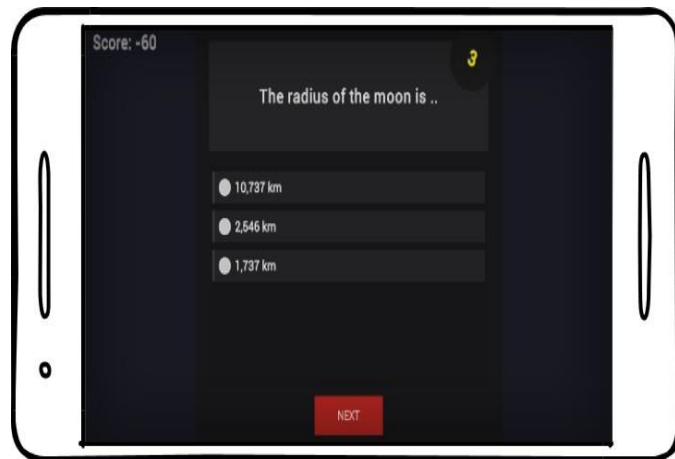 Score: -60
3
The radius of the moon is ..
10,737 km
2,546 km
1,737 km
NEXT